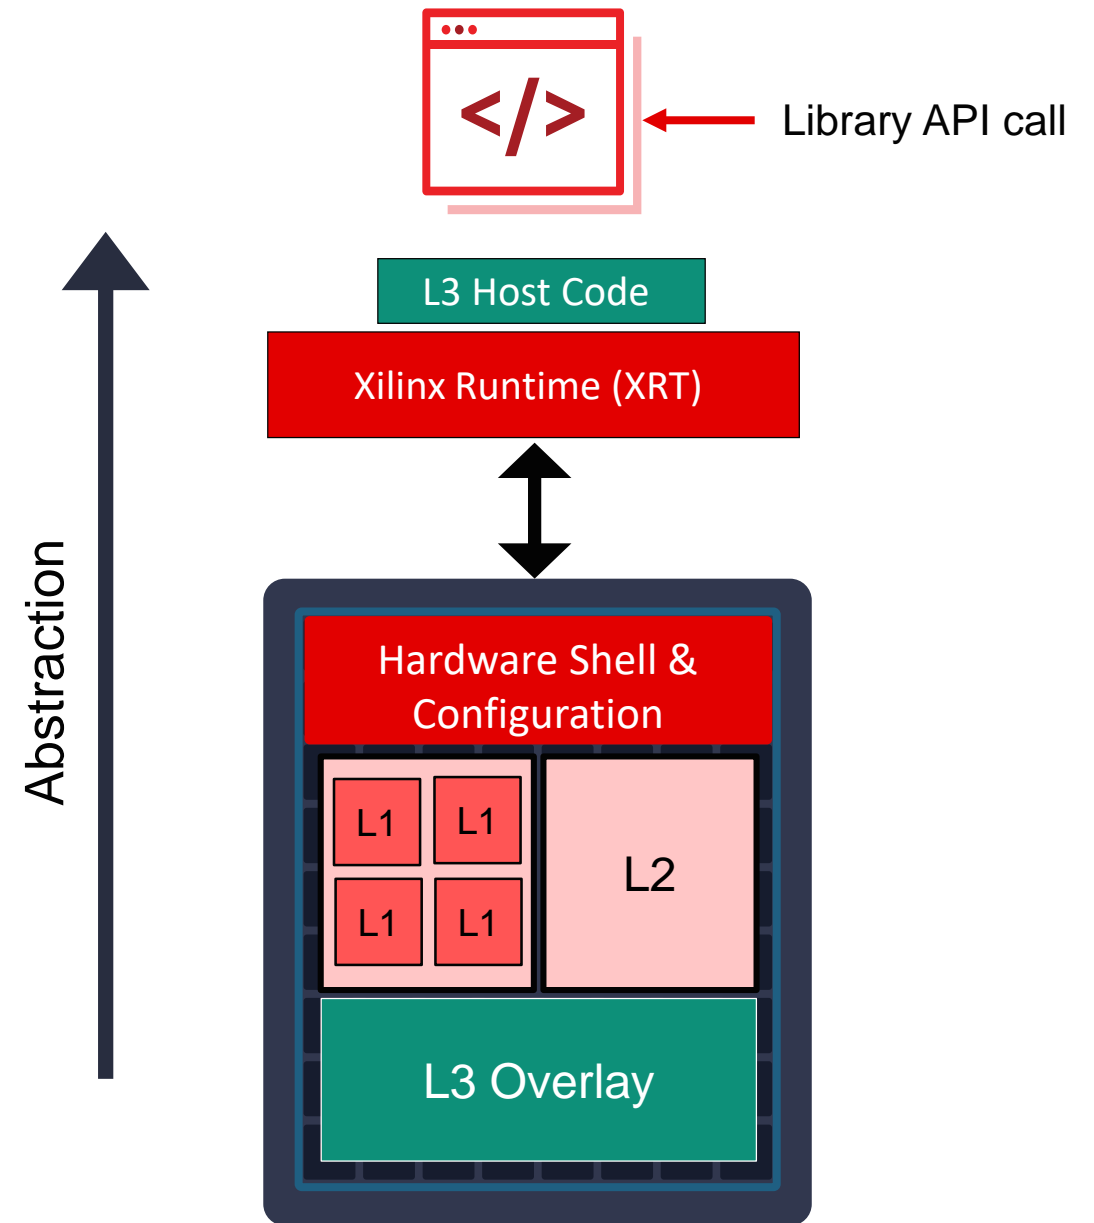 </>
Library API call
L3 Host Code
Xilinx Runtime (XRT)
Abstraction
Hardware Shell &
Configuration
L1
L1
L1
L1
L2
L3 Overlay